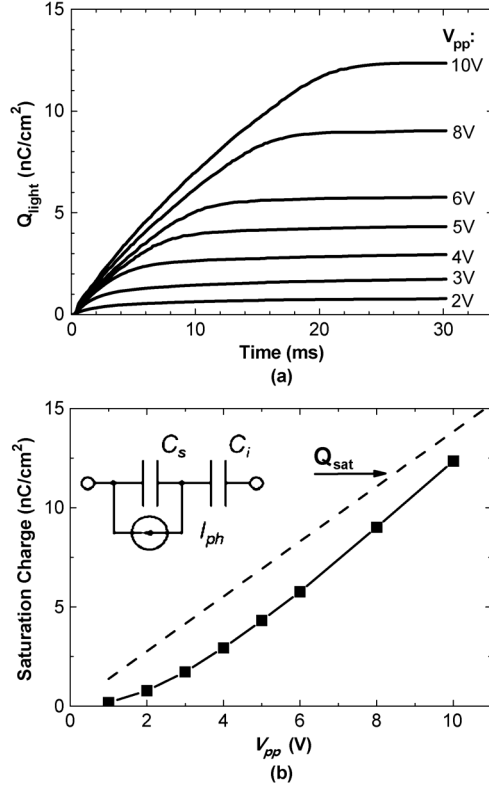 15
10
5
0
Q_light (nC/cm²)
V_pp:
10V
8V
6V
5V
4V
3V
2V
0 10 20 30
Time (ms)
(a)
15
10
5
0
Saturation Charge (nC/cm²)
C_s C_i
I_ph
Q_sat
0 2 4 6 8 10
V_pp (V)
(b)